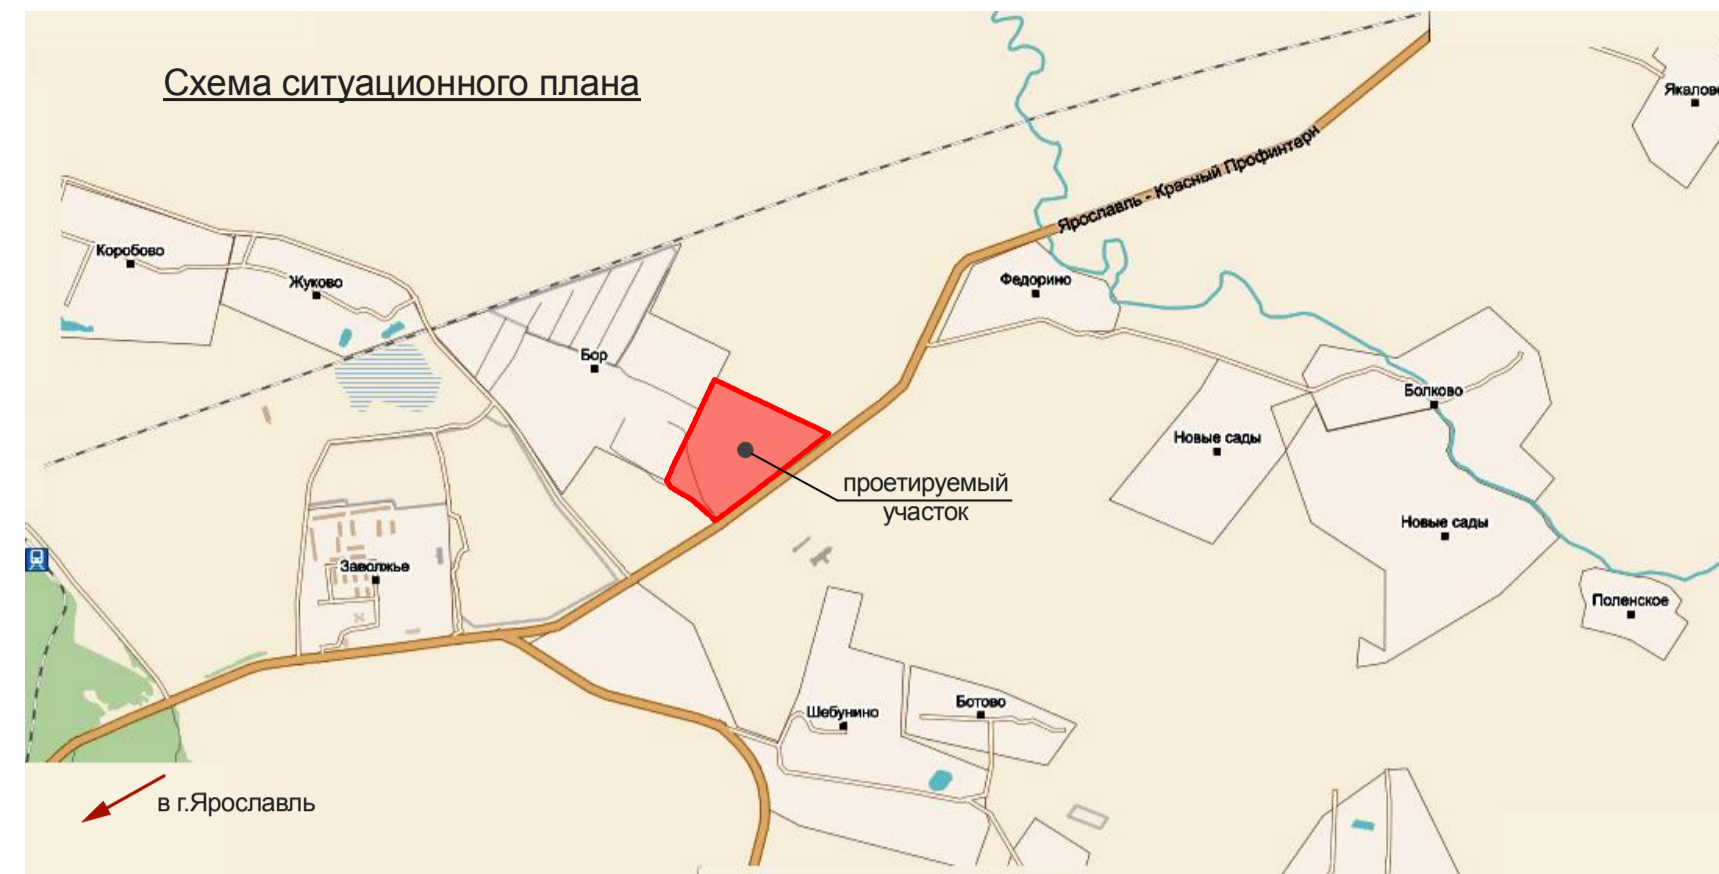 Схема ситуационного плана
Якалово
Ярославль - Красный Профинтерн
Коробово
Жуково
Федорино
Бор
Болково
Новые сады
проетируемый
участок
Новые сады
Заволжье
Поленское
Ботово
Шебунино
в г.Ярославль